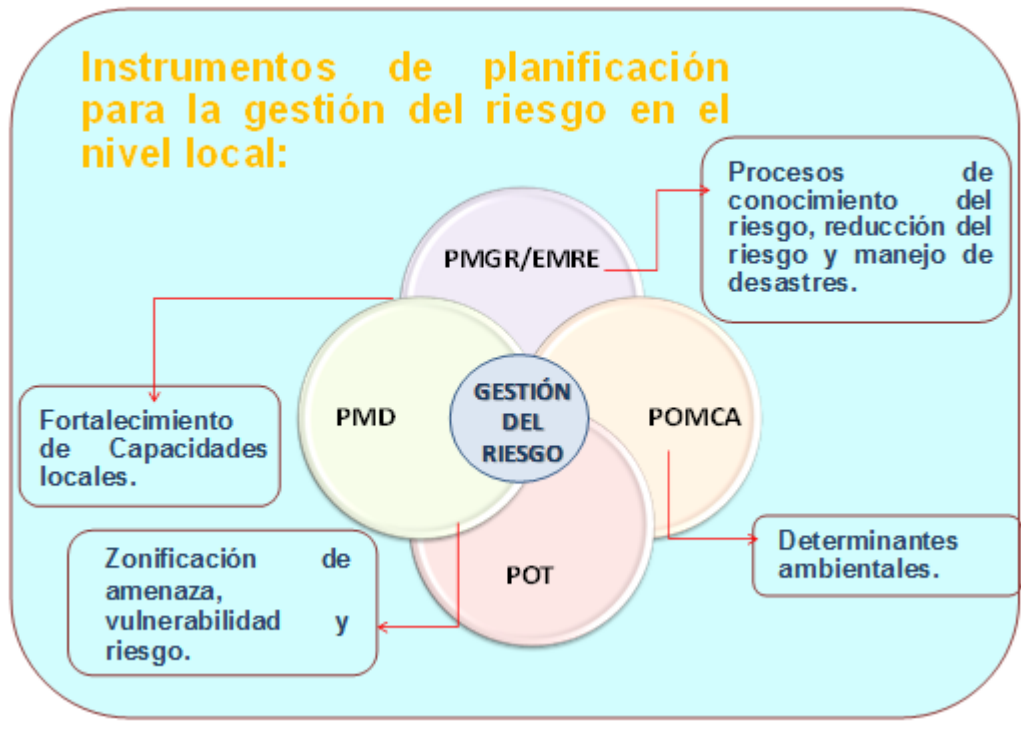 Instrumentos de planificación
para la gestión del riesgo en el
nivel local:
Procesos de
conocimiento del
riesgo, reducción del
riesgo y manejo de
desastres.
PMGR/EMRE
Fortalecimiento
de Capacidades
locales.
PMD
GESTIÓN
DEL
RIESGO
POMCA
Zonificación de
amenaza,
vulnerabilidad y
riesgo.
POT
Determinantes
ambientales.